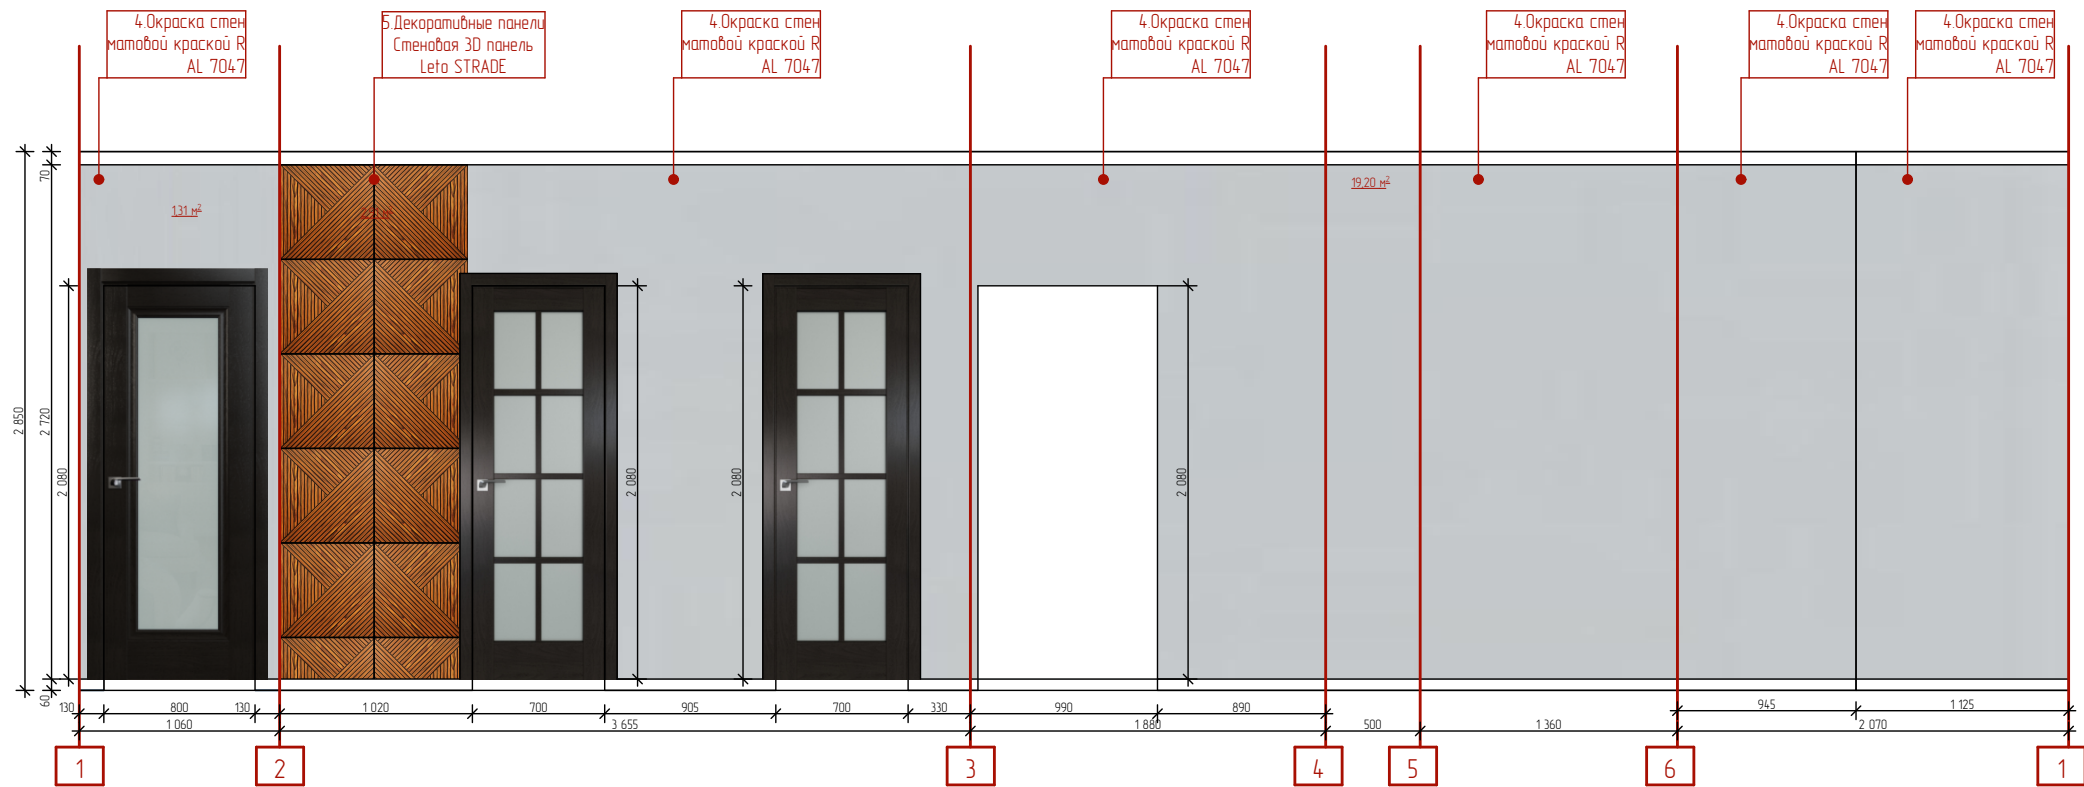 4.Окраска стен
матовой краской R
AL 7047
5.Декоративные панели
Стеновая 3D панель
Leto STRADE
4.Окраска стен
матовой краской R
AL 7047
4.Окраска стен
матовой краской R
AL 7047
4.Окраска стен
матовой краской R
AL 7047
4.Окраска стен
матовой краской R
AL 7047
4.Окраска стен
матовой краской R
AL 7047
1,31 м²
19,20 м²
70
2 850
2 720
2 080
2 080
2 080
2 080
60
130
800
130
1 020
700
905
700
330
990
890
945
1 125
1 060
3 655
1 880
500
1 360
2 070
1
2
3
4
5
6
1